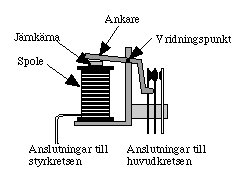 Ankare
Järnkärna
Vridningspunkt
Spole
Anslutningar till
styrkretsen
Anslutningar till
huvudkretsen